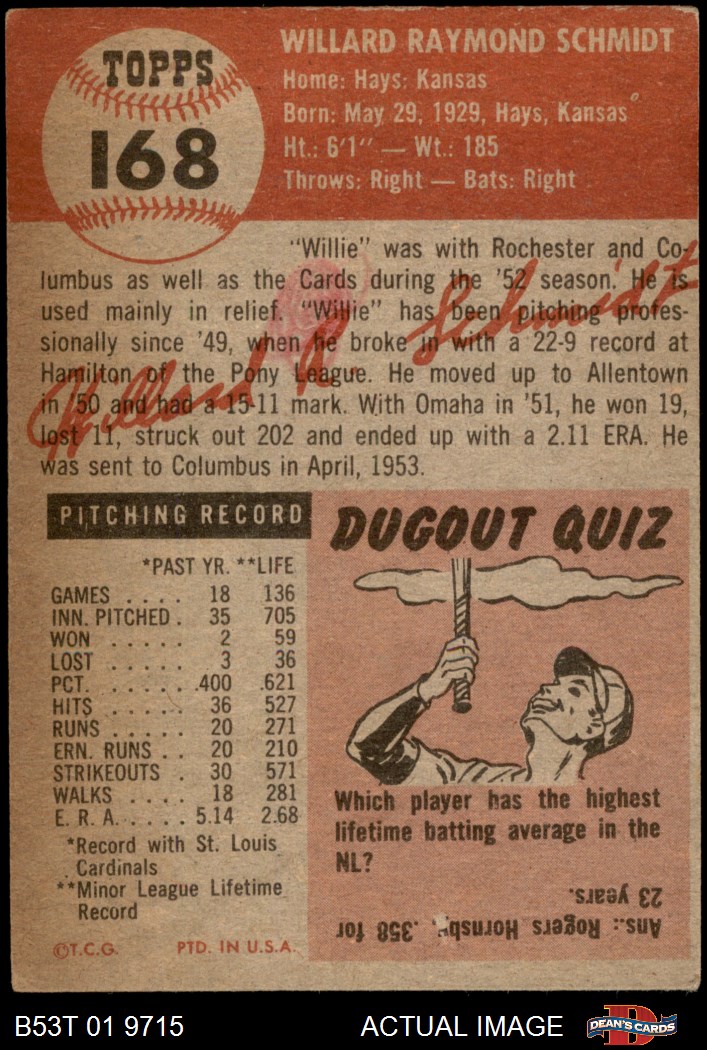 TOPPS
168
WILLARD RAYMOND SCHMIDT
Home: Hays: Kansas
Born: May 29, 1929, Hays, Kansas
Ht.: 6'1" — Wt.: 185
Throws: Right — Bats: Right
"Willie" was with Rochester and Co-
lumbus as well as the Cards during the '52 season. He is
used mainly in relief. "Willie" has been pitching profes-
sionally since '49, when he broke in with a 22-9 record at
Hamilton of the Pony League. He moved up to Allentown
in '50 and had a 15-11 mark. With Omaha in '51, he won 19,
lost 11, struck out 202 and ended up with a 2.11 ERA. He
was sent to Columbus in April, 1953.
Willard R. Schmidt
PITCHING RECORD
*PAST YR. **LIFE
GAMES .... 18 136
INN. PITCHED . 35 705
WON ..... 2 59
LOST ..... 3 36
PCT. ...... .400 .621
HITS ..... 36 527
RUNS ..... 20 271
ERN. RUNS .. 20 210
STRIKEOUTS . 30 571
WALKS .... 18 281
E. R. A. .... 5.14 2.68
*Record with St. Louis
Cardinals
**Minor League Lifetime
Record
©T.C.G. PTD. IN U.S.A.
DUGOUT QUIZ
Which player has the highest
lifetime batting average in the
NL?
Ans.: Rogers Hornsby, .358 for
23 years.
B53T 01 9715
ACTUAL IMAGE
D
DEAN'S CARDS